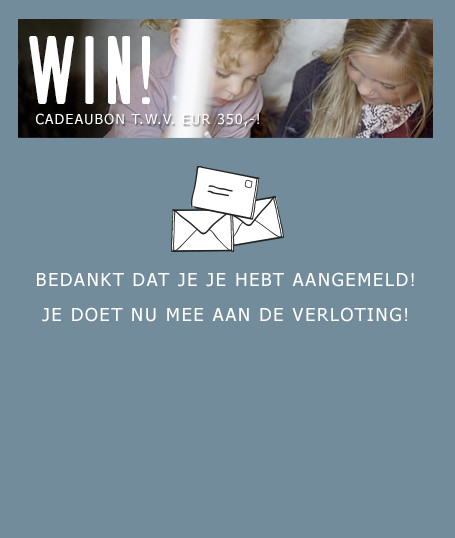 WIN!
CADEAUBON T.W.V. EUR 350,-!
BEDANKT DAT JE JE HEBT AANGEMELD!
JE DOET NU MEE AAN DE VERLOTING!